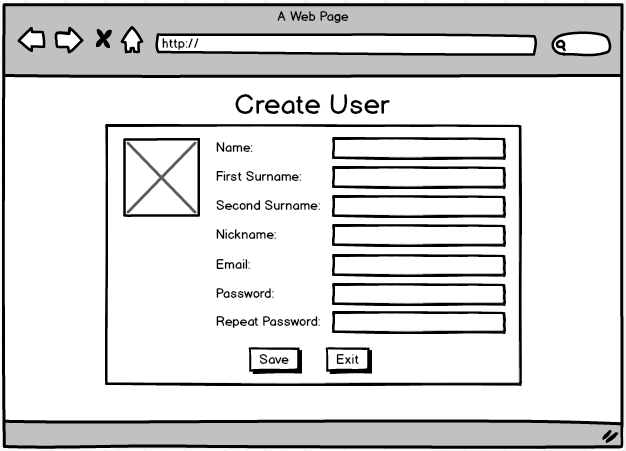 A Web Page
http://
Create User
Name:
First Surname:
Second Surname:
Nickname:
Email:
Password:
Repeat Password:
Save Exit